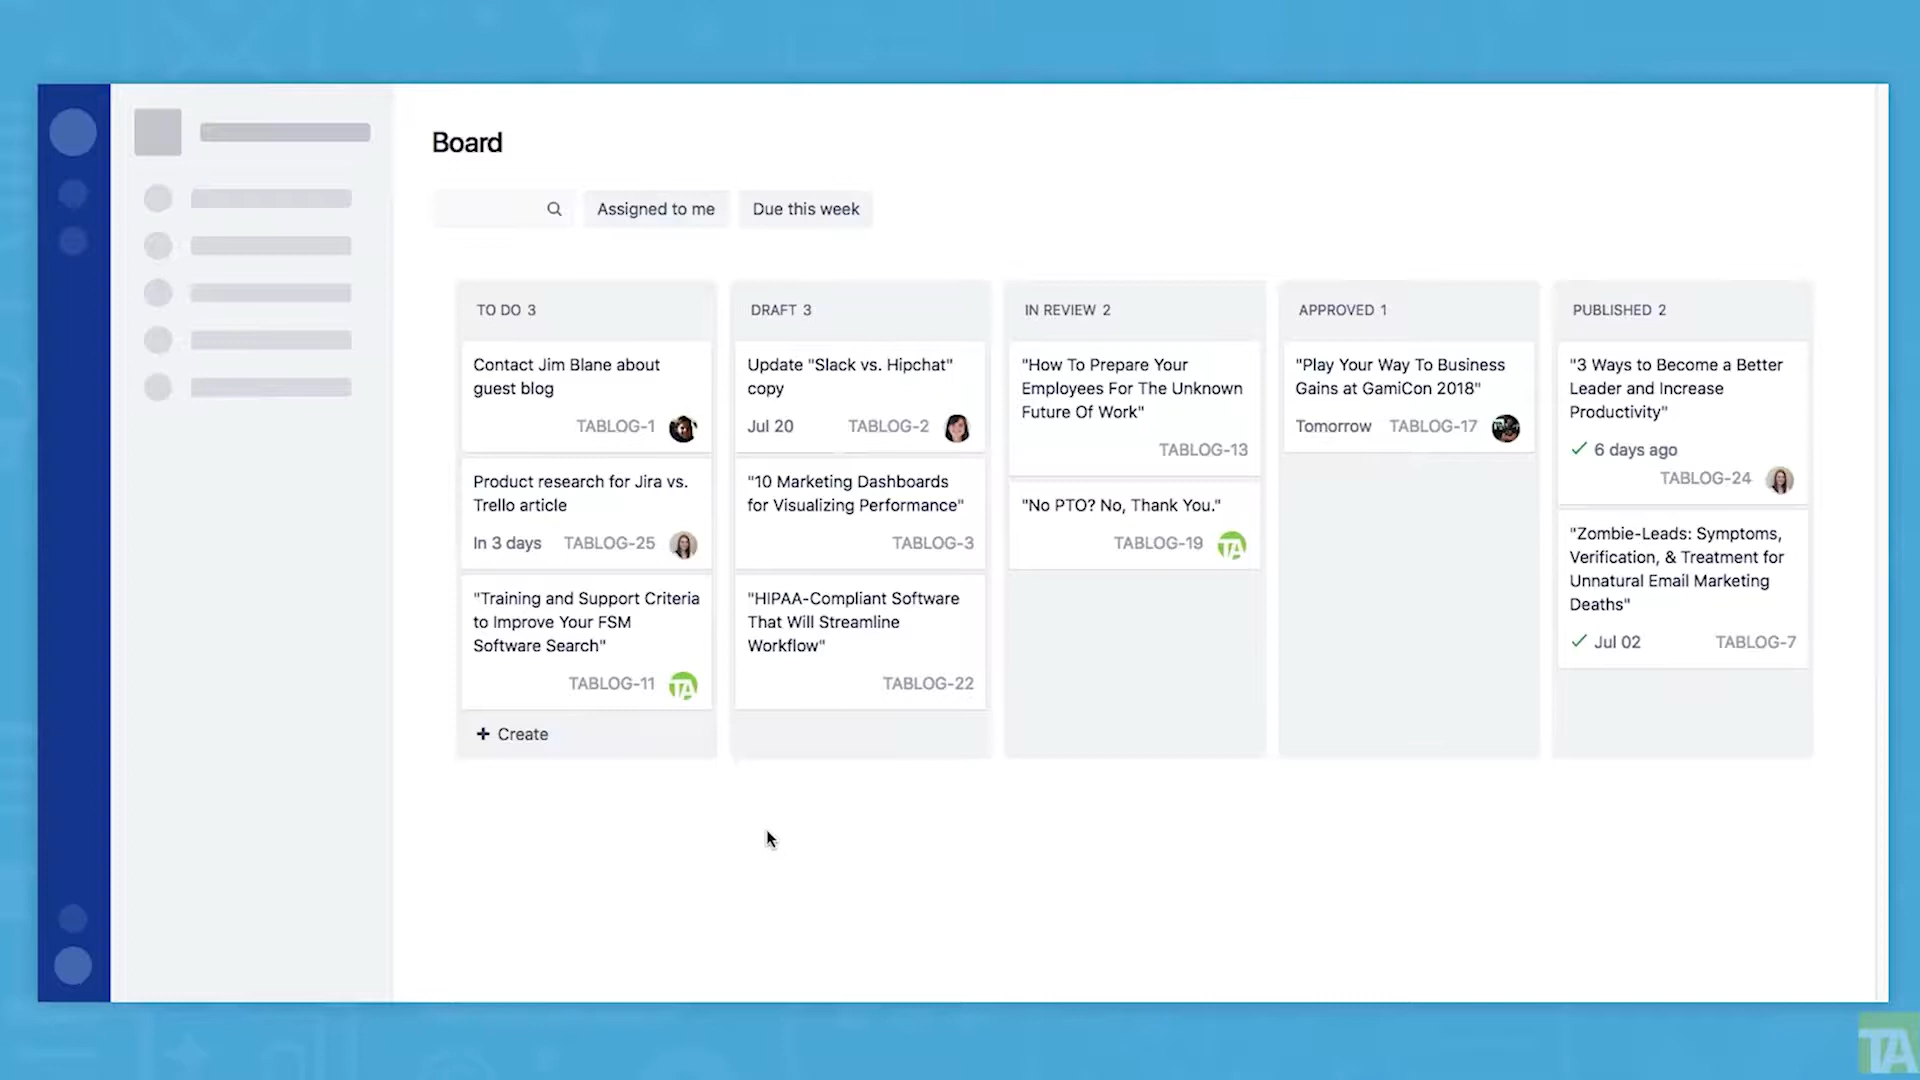 Board
Assigned to me
Due this week
TO DO 3
Contact Jim Blane about
guest blog
TABLOG-1
Product research for Jira vs.
Trello article
In 3 days TABLOG-25
"Training and Support Criteria
to Improve Your FSM
Software Search"
TABLOG-11
TA
+ Create
DRAFT 3
Update "Slack vs. Hipchat"
copy
Jul 20 TABLOG-2
"10 Marketing Dashboards
for Visualizing Performance"
TABLOG-3
"HIPAA-Compliant Software
That Will Streamline
Workflow"
TABLOG-22
IN REVIEW 2
"How To Prepare Your
Employees For The Unknown
Future Of Work"
TABLOG-13
"No PTO? No, Thank You."
TABLOG-19
TA
APPROVED 1
"Play Your Way To Business
Gains at GamiCon 2018"
Tomorrow TABLOG-17
PUBLISHED 2
"3 Ways to Become a Better
Leader and Increase
Productivity"
6 days ago
TABLOG-24
"Zombie-Leads: Symptoms,
Verification, & Treatment for
Unnatural Email Marketing
Deaths"
Jul 02 TABLOG-7
TA